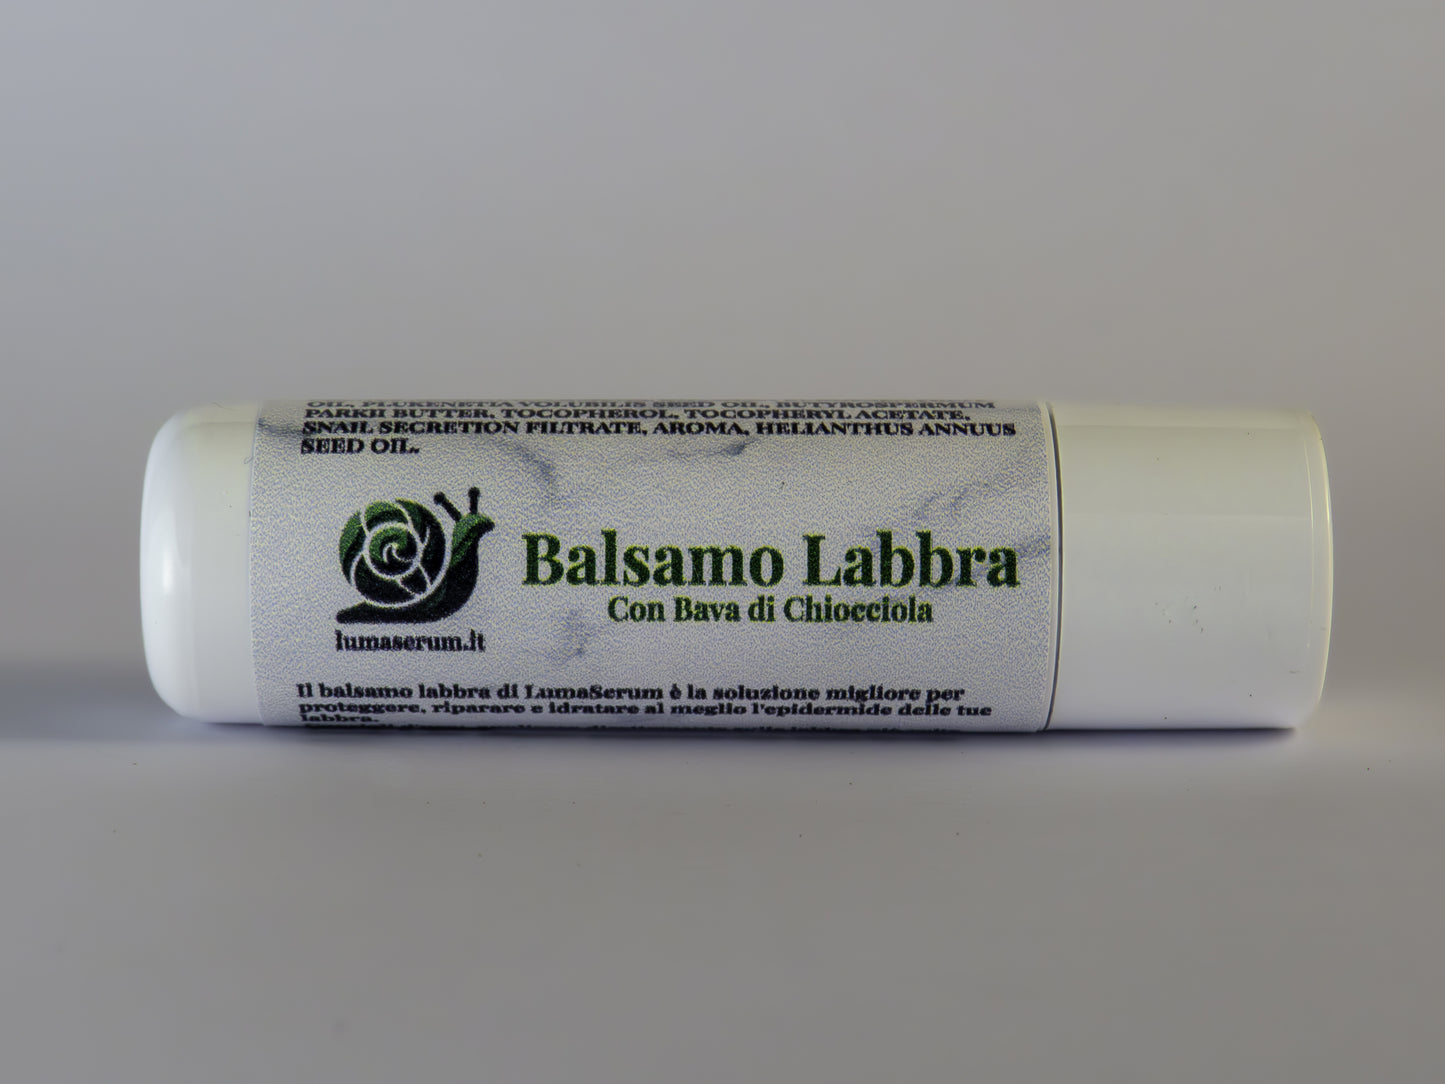 OIL, PLUKENETIA VOLUBILIS SEED OIL, BUTYROSPERMUM
PARKII BUTTER, TOCOPHEROL, TOCOPHERYL ACETATE,
SNAIL SECRETION FILTRATE, AROMA, HELIANTHUS ANNUUS
SEED OIL.
Balsamo Labbra
Con Bava di Chiocciola
lumaserum.it
Il balsamo labbra di LumaSerum è la soluzione migliore per
proteggere, riparare e idratare al meglio l'epidermide delle tue
labbra.